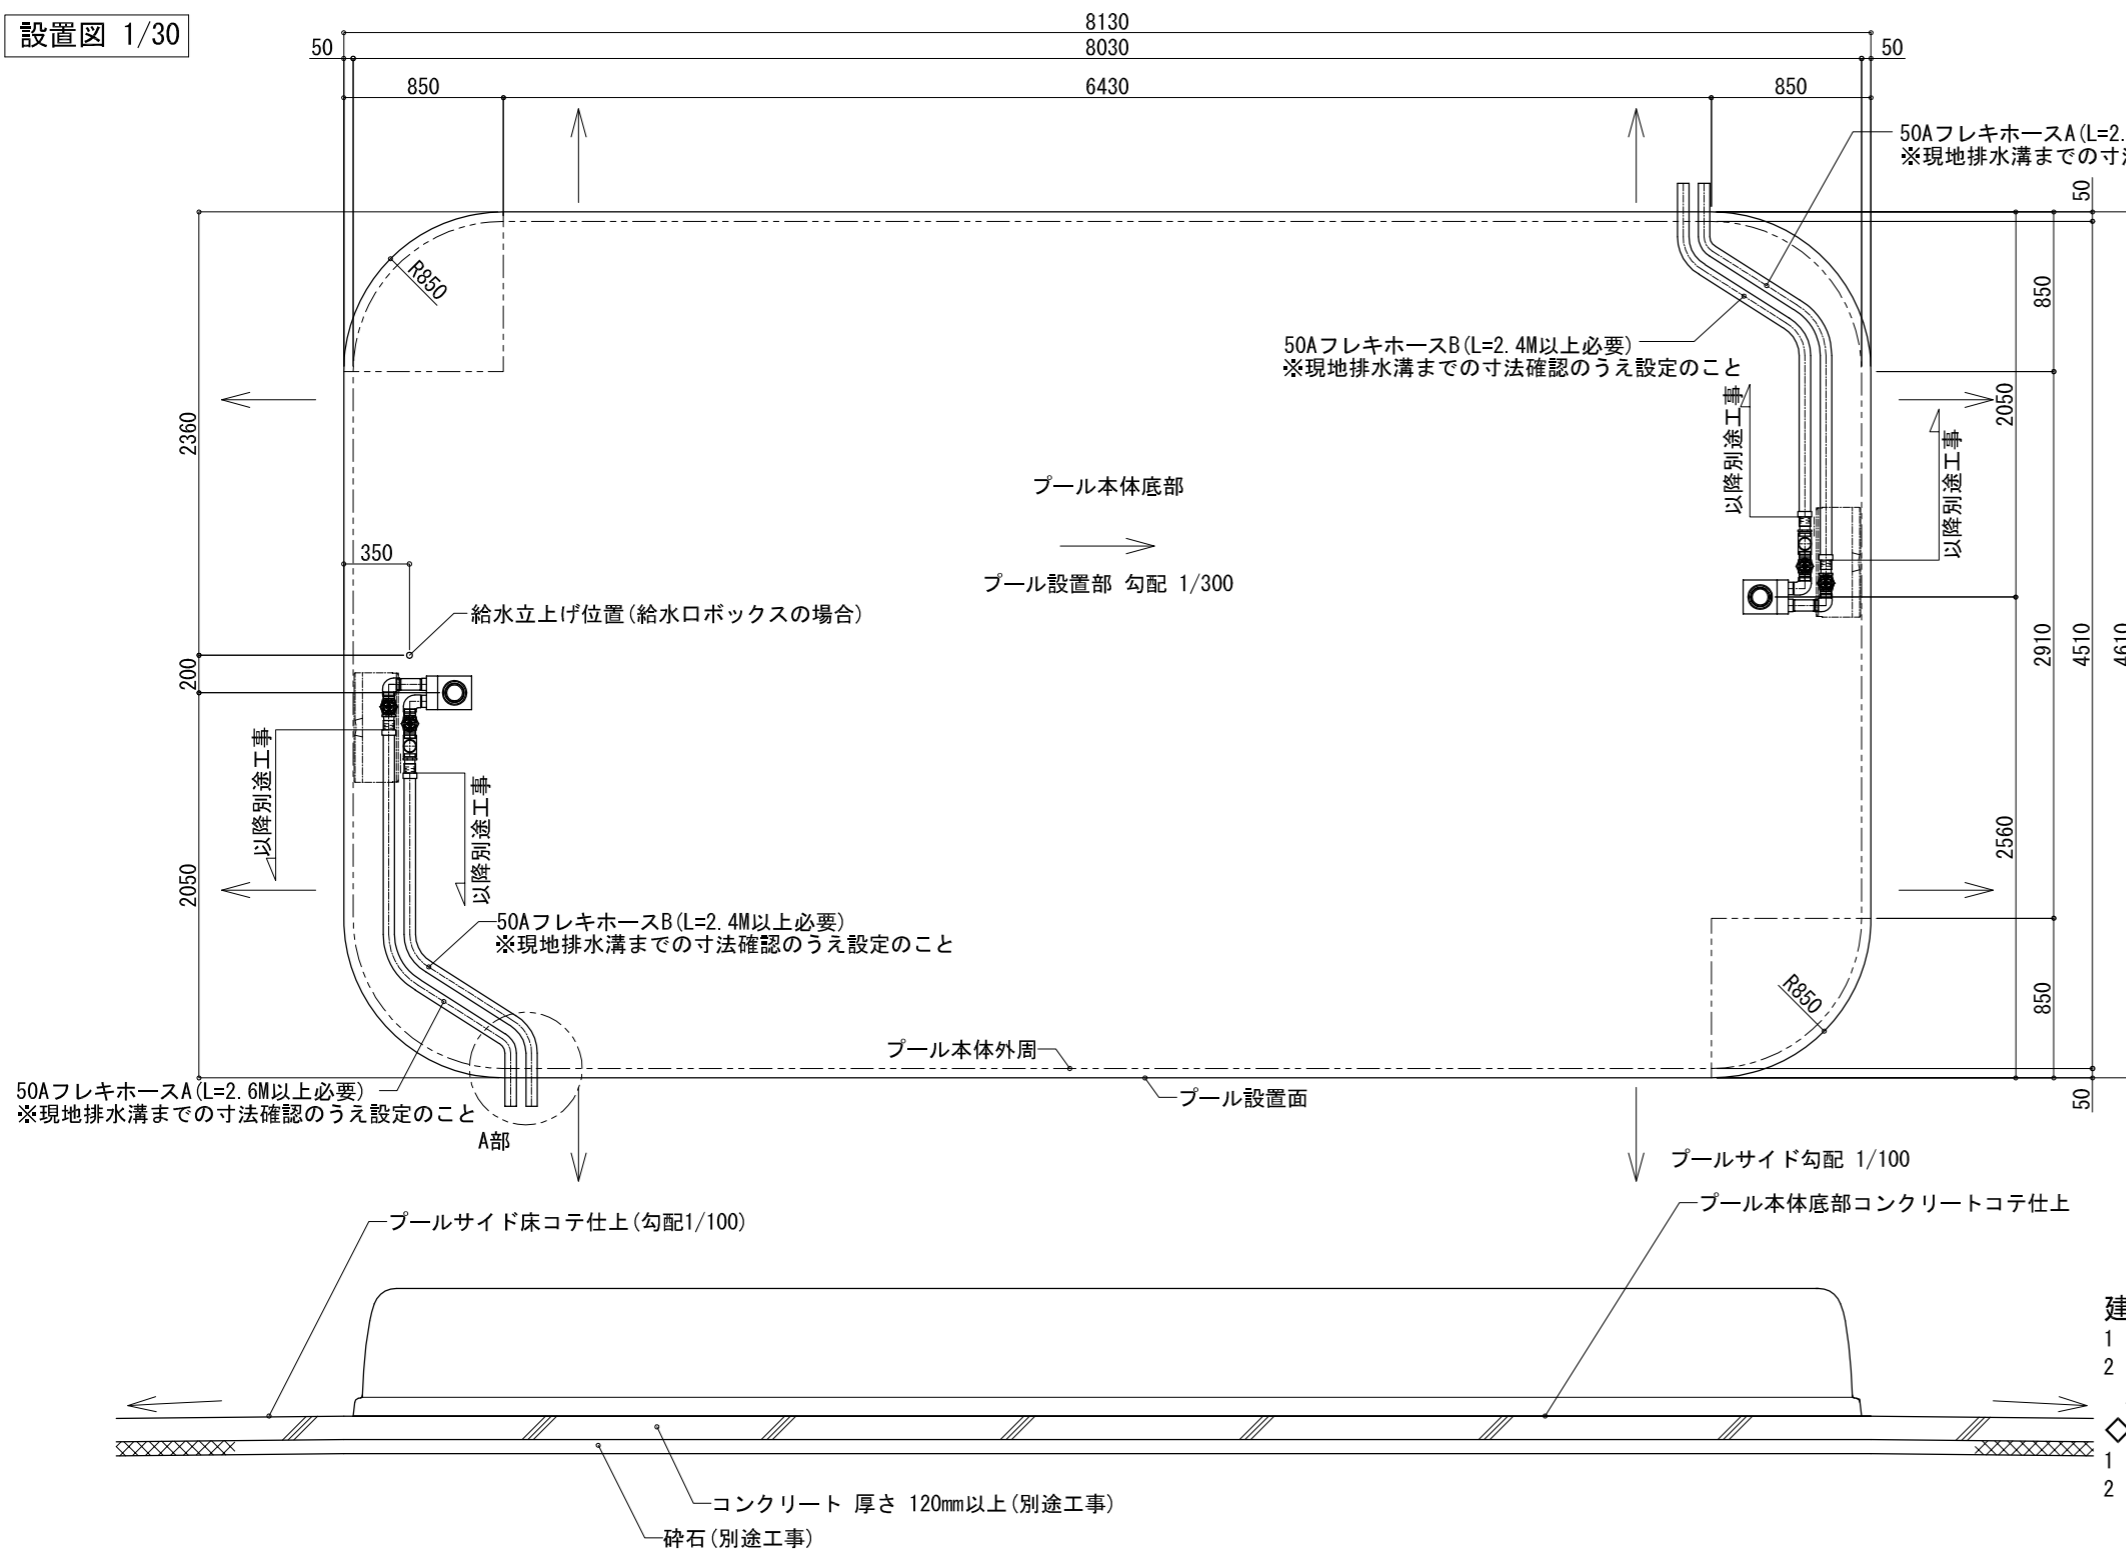 設置図 1/30
8130
50
8030
50
850
6430
850
50AフレキホースA(L=2.
※現地排水溝までの寸法
50
R850
850
50AフレキホースB(L=2.4M以上必要)
※現地排水溝までの寸法確認のうえ設定のこと
2360
2050
以降別途工事
以降別途工事
プール本体底部
350
プール設置部 勾配 1/300
給水立上げ位置(給水口ボックスの場合)
200
2910
4510
4610
以降別途工事
以降別途工事
2050
2560
50AフレキホースB(L=2.4M以上必要)
※現地排水溝までの寸法確認のうえ設定のこと
R850
850
プール本体外周
50AフレキホースA(L=2.6M以上必要)
※現地排水溝までの寸法確認のうえ設定のこと
プール設置面
50
A部
プールサイド勾配 1/100
プール本体底部コンクリートコテ仕上
プールサイド床コテ仕上(勾配1/100)
建
1
2
◇
1
2
コンクリート 厚さ 120mm以上(別途工事)
砕石(別途工事)